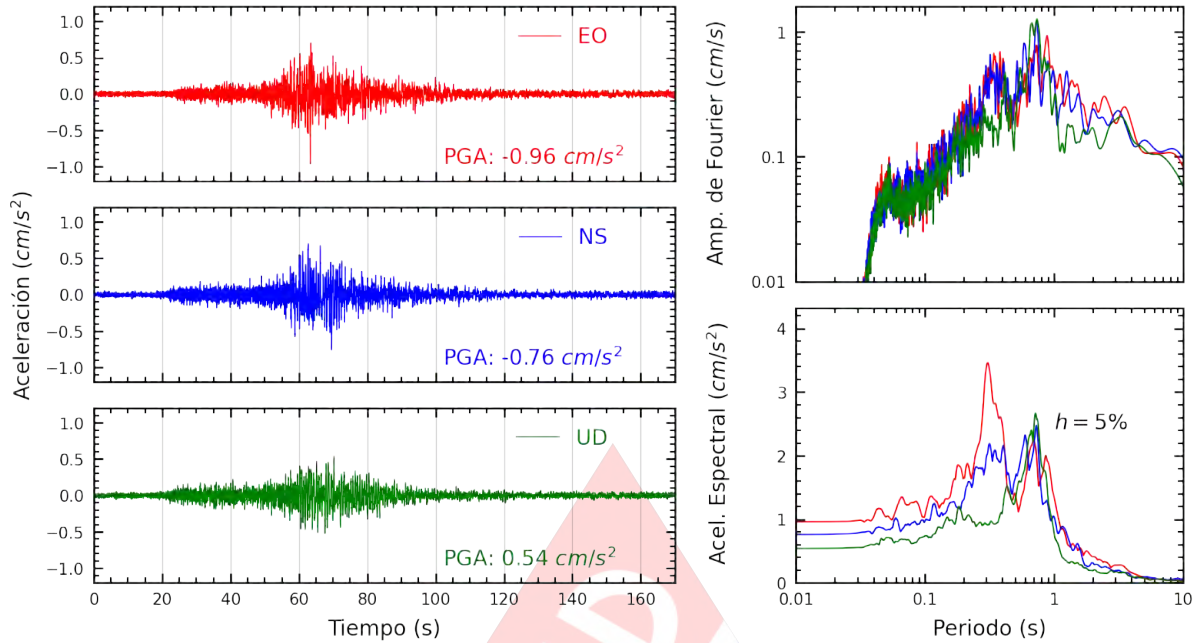 Aceleración (cm/s²)
1.0
0.5
0.0
−0.5
−1.0
EO
PGA: -0.96 cm/s²
1.0
0.5
0.0
−0.5
−1.0
NS
PGA: -0.76 cm/s²
1.0
0.5
0.0
−0.5
−1.0
UD
PGA: 0.54 cm/s²
0 20 40 60 80 100 120 140 160
Tiempo (s)
Amp. de Fourier (cm/s)
1
0.1
0.01
Acel. Espectral (cm/s²)
4
3
2
1
0
h = 5%
0.01 0.1 1 10
Periodo (s)